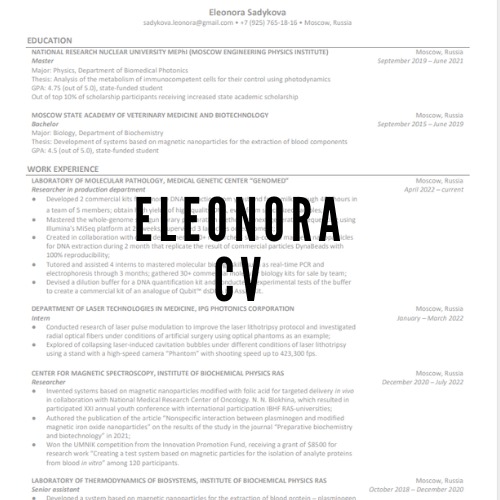 Eleonora Sadykova
sadykova.leonora@gmail.com • +7 (925) 765-18-16 • Moscow, Russia
EDUCATION
NATIONAL RESEARCH NUCLEAR UNIVERSITY MEPhI (MOSCOW ENGINEERING PHYSICS INSTITUTE) Moscow, Russia
Master September 2019 – June 2021
Major: Physics, Department of Biomedical Photonics
Thesis: Analysis of the metabolism of immunocompetent cells for their control using photodynamics
GPA: 4.75 (out of 5.0), state-funded student
Out of top 10% of scholarship participants receiving increased state academic scholarship
MOSCOW STATE ACADEMY OF VETERINARY MEDICINE AND BIOTECHNOLOGY Moscow, Russia
Bachelor September 2015 – June 2019
Major: Biology, Department of Biochemistry
Thesis: Development of systems based on magnetic nanoparticles for the extraction of blood components
GPA: 4.5 (out of 5.0), state-funded student
WORK EXPERIENCE
LABORATORY OF MOLECULAR PATHOLOGY, MEDICAL GENETIC CENTER “GENOMED” Moscow, Russia
Researcher in production department April 2022 – current
● Developed 2 commercial kits DNA in
a team of 5 members; obtain
● Mastered the whole-genome using
Illumina’s MiSeq platform at
● Created in collaboration with
for DNA extraction during 2 month that replicate the result of commercial particles DynaBeads with
100% reproducibility;
● Tutored and assisted 4 interns to mastered molecular as real-time PCR and
electrophoresis through 3 months; gathered 30+ biology kits for sale by team;
● Devised a dilution buffer for a DNA quantification kit and experiments of the buffer
to create a commercial kit of an analogue of Qubit™
ELEONORA
CV
DEPARTMENT OF LASER TECHNOLOGIES IN MEDICINE, IPG PHOTONICS CORPORATION Moscow, Russia
Intern January – March 2022
● Conducted research of laser pulse modulation to improve the laser lithotripsy protocol and investigated
radial optical fibers under conditions of artificial surgery using optical phantoms as an example;
● Explored of collapsing laser-induced cavitation bubbles under different conditions of laser lithotripsy
using a stand with a high-speed camera “Phantom” with shooting speed up to 423,300 fps.
CENTER FOR MAGNETIC SPECTROSCOPY, INSTITUTE OF BIOCHEMICAL PHYSICS RAS Moscow, Russia
Researcher December 2020 – July 2022
● Invented systems based on magnetic nanoparticles modified with folic acid for targeted delivery in vivo
in collaboration with National Medical Research Center of Oncology. N. N. Blokhina, which resulted in
participated XXI annual youth conference with international participation IBHF RAS-universities;
● Authored the publication of the article “Nonspecific interaction between plasminogen and modified
magnetic iron oxide nanoparticles” on the results of the study in the journal “Preparative biochemistry
and biotechnology” in 2021;
● Won the UMNIK competition from the Innovation Promotion Fund, receiving a grant of $8500 for
research work “Creating a test system based on magnetic particles for the isolation of analyte proteins
from blood in vitro” among 120 participants.
LABORATORY OF THERMODYNAMICS OF BIOSYSTEMS, INSTITUTE OF BIOCHEMICAL PHYSICS RAS Moscow, Russia
Senior assistant October 2018 – December 2020
● Developed a system based on magnetic nanoparticles for the extraction of blood protein – plasminogen